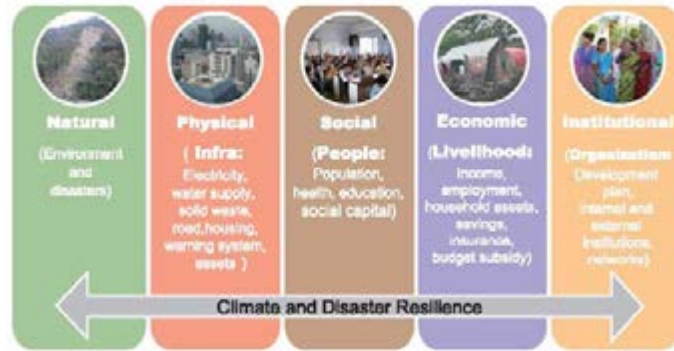 Natural
(Environment
and
disasters)
Physical
( Infra:
Electricity,
water supply,
solid waste,
road,housing,
warning system,
assets )
Social
(People:
Population,
health, education,
social capital)
Economic
(Livelihood:
Income,
employment,
household assets,
savings,
insurance,
budget subsidy)
Institutional
(Organization:
Development
plan,
internal and
external
institutions,
networks)
Climate and Disaster Resilience